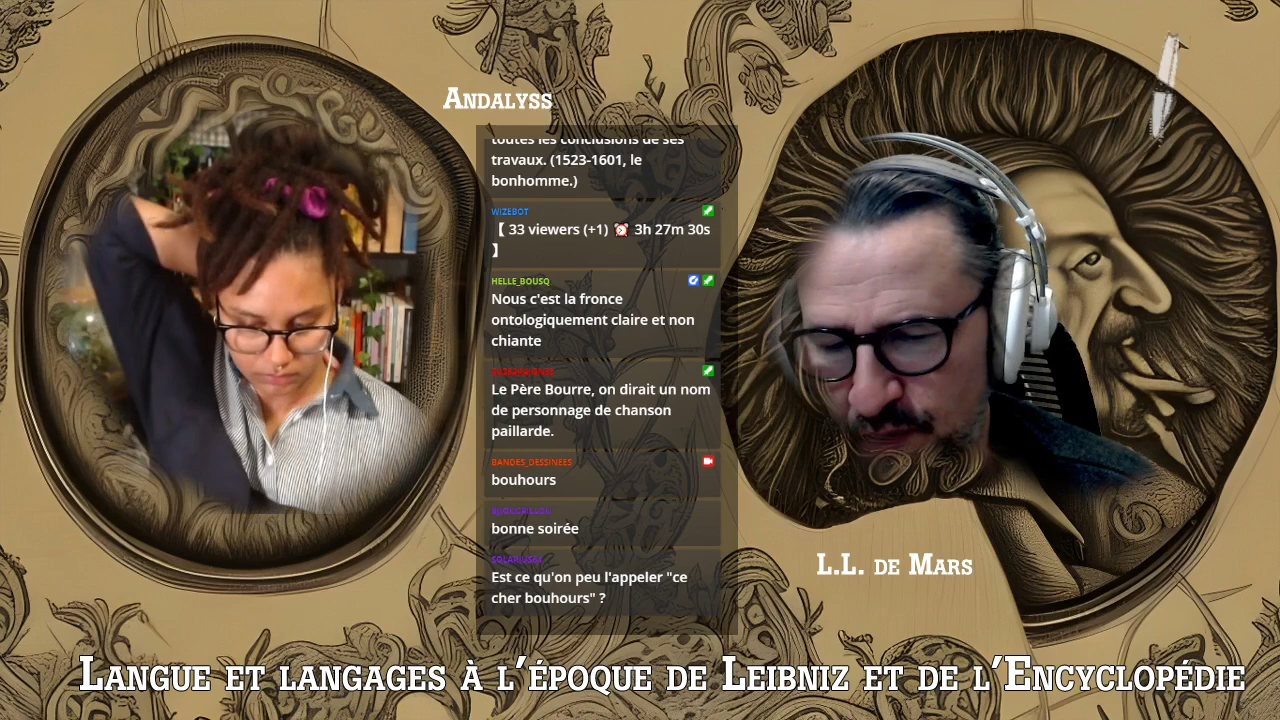 Andalyss
toutes les conclusions de ses
travaux. (1523-1601, le
bonhomme.)
WIZEBOT
【 33 viewers (+1) ⏰ 3h 27m 30s
】
HELLE_BOUSQ
Nous c'est la fronce
ontologiquement claire et non
chiante
Le Père Bourre, on dirait un nom
de personnage de chanson
paillarde.
BANDES_DESSINEES
bouhours
bonne soirée
Est ce qu'on peu l'appeler "ce
cher bouhours" ?
L.L. de Mars
Langue et langages à l'époque de Leibniz et de l'Encyclopédie